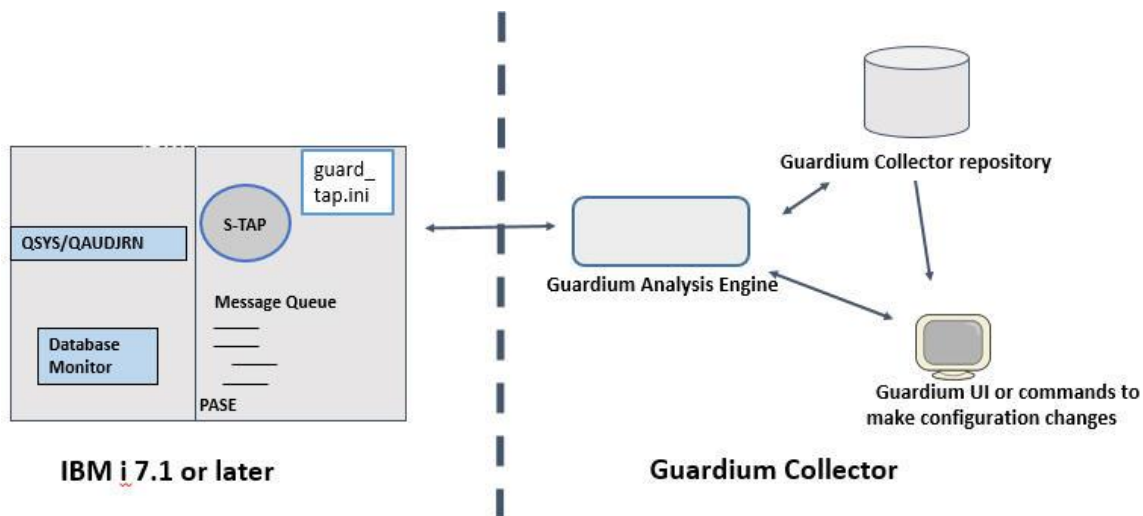 guard_
tap.ini
S-TAP
QSYS/QAUDJRN
Message Queue
Database
Monitor
PASE
IBM i 7.1 or later
Guardium Collector repository
Guardium Analysis Engine
Guardium UI or commands to
make configuration changes
Guardium Collector